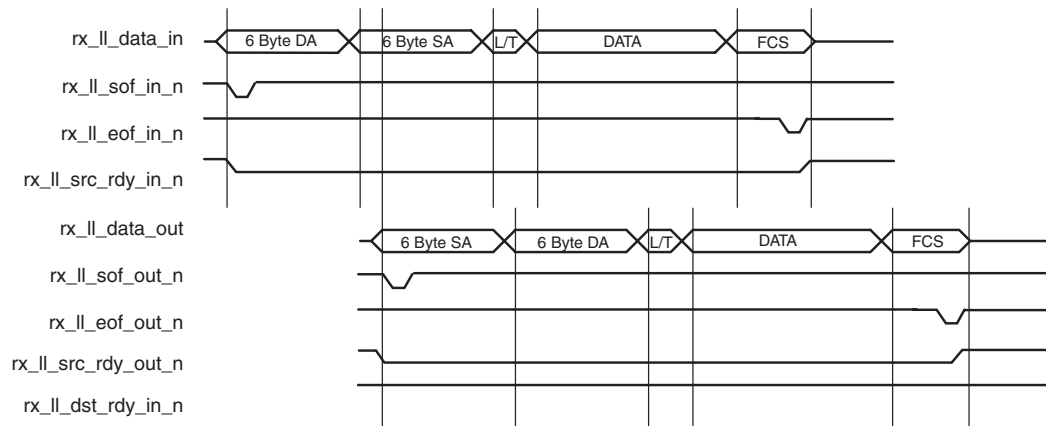 rx_ll_data_in 6 Byte DA 6 Byte SA L/T DATA FCS
rx_ll_sof_in_n
rx_ll_eof_in_n
rx_ll_src_rdy_in_n
rx_ll_data_out 6 Byte SA 6 Byte DA L/T DATA FCS
rx_ll_sof_out_n
rx_ll_eof_out_n
rx_ll_src_rdy_out_n
rx_ll_dst_rdy_in_n